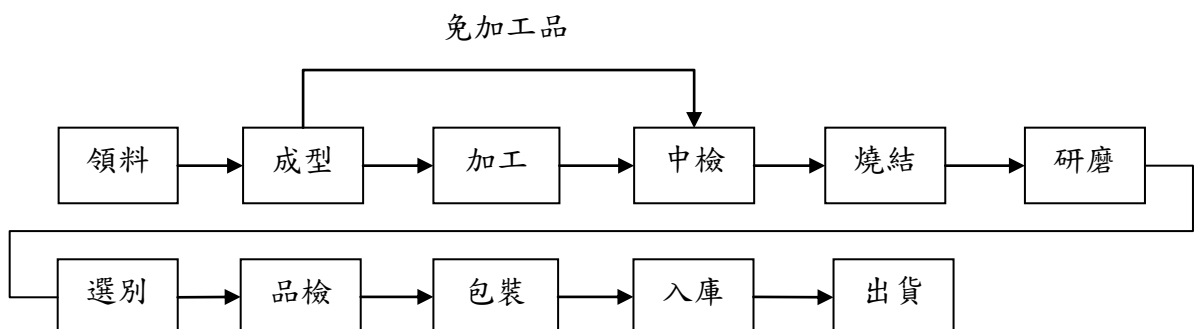 免加工品
領料 成型 加工 中檢 燒結 研磨
選別 品檢 包裝 入庫 出貨